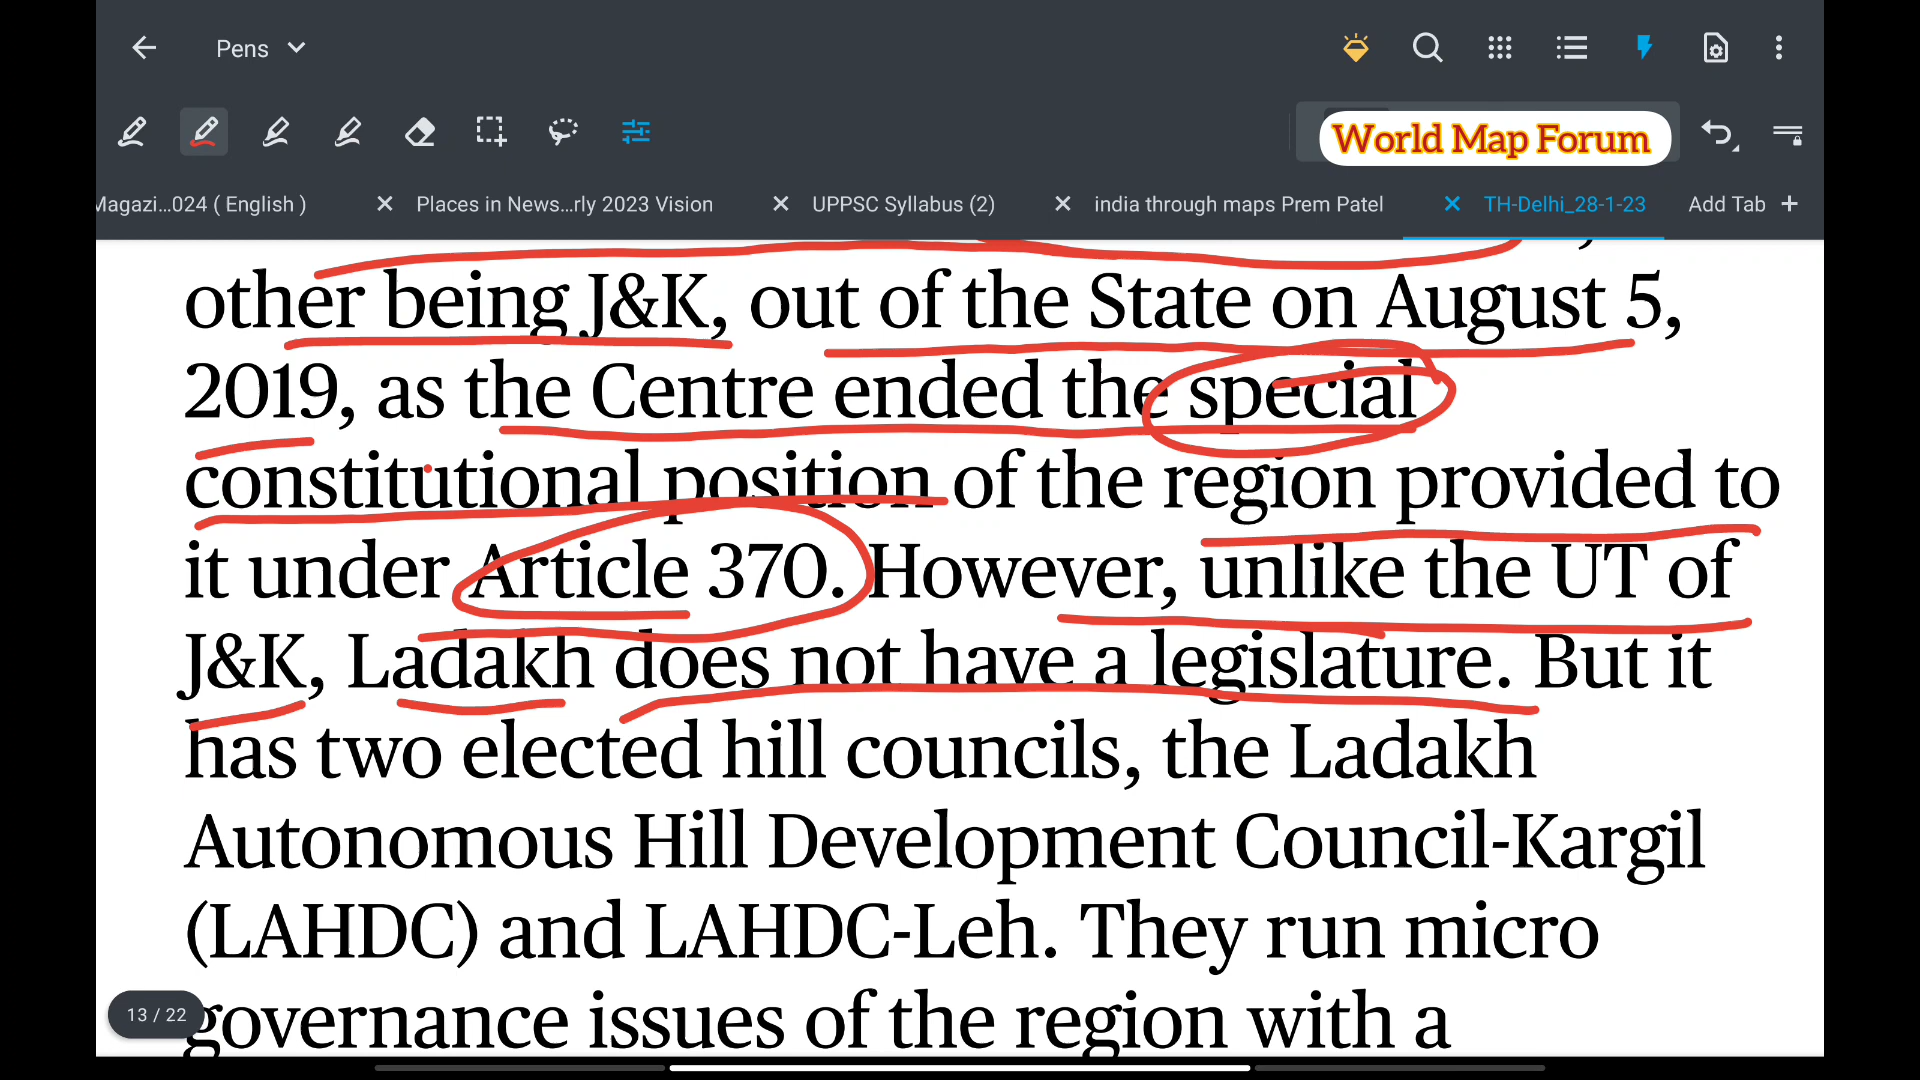 Pens
World Map Forum
Magazi...024 ( English )
Places in News...rly 2023 Vision
UPPSC Syllabus (2)
india through maps Prem Patel
TH-Delhi_28-1-23
Add Tab +
other being J&K, out of the State on August 5,
2019, as the Centre ended the special
constitutional position of the region provided to
it under Article 370. However, unlike the UT of
J&K, Ladakh does not have a legislature. But it
has two elected hill councils, the Ladakh
Autonomous Hill Development Council-Kargil
(LAHDC) and LAHDC-Leh. They run micro
governance issues of the region with a
13 / 22